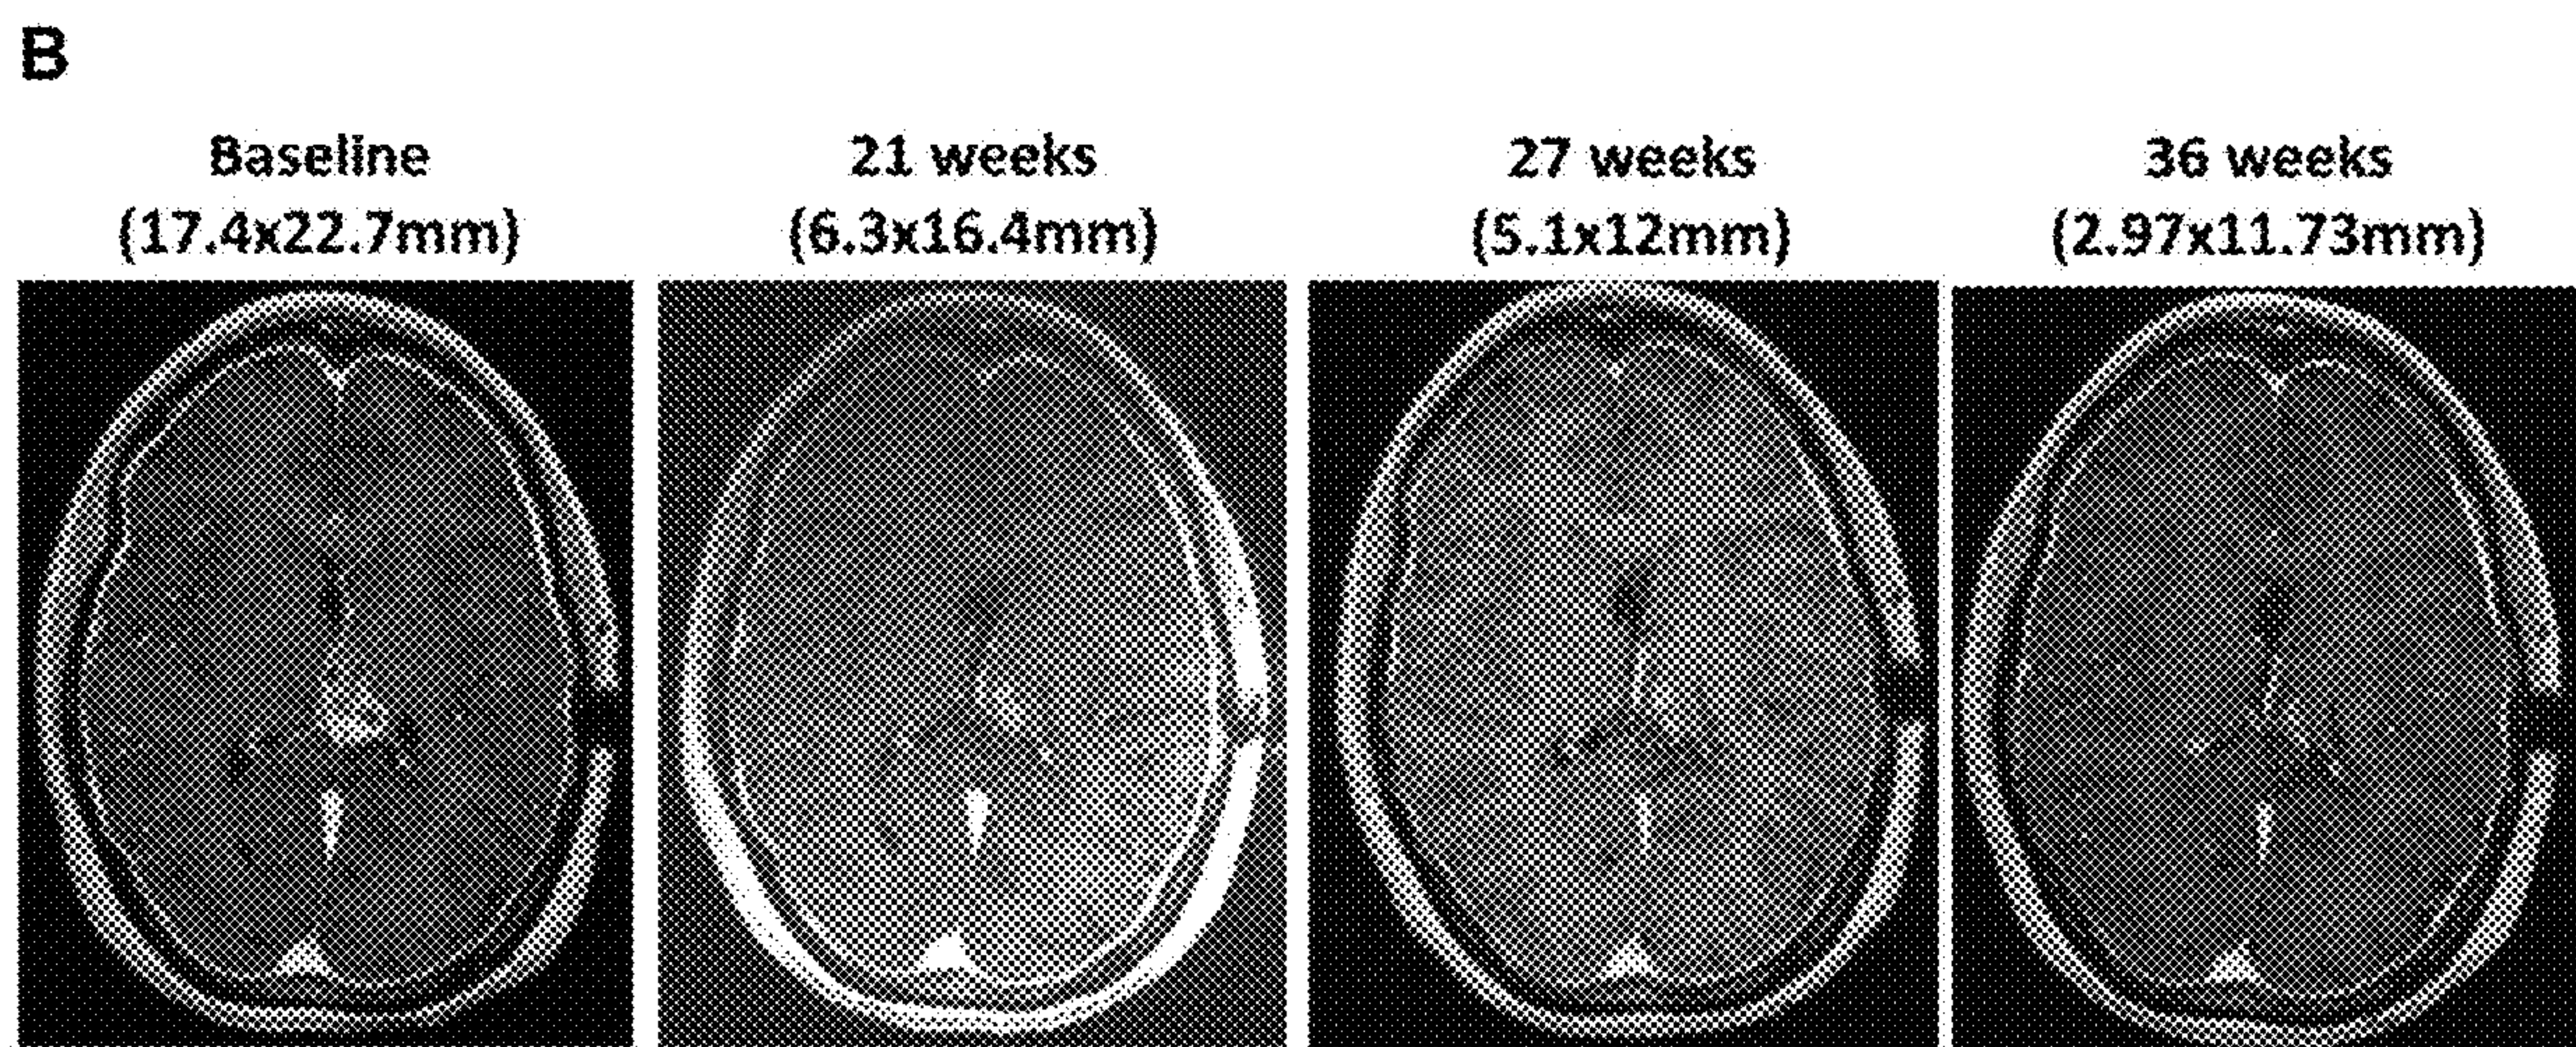 B
Baseline
(17.4x22.7mm)
21 weeks
(6.3x16.4mm)
27 weeks
(5.1x12mm)
36 weeks
(2.97x11.73mm)